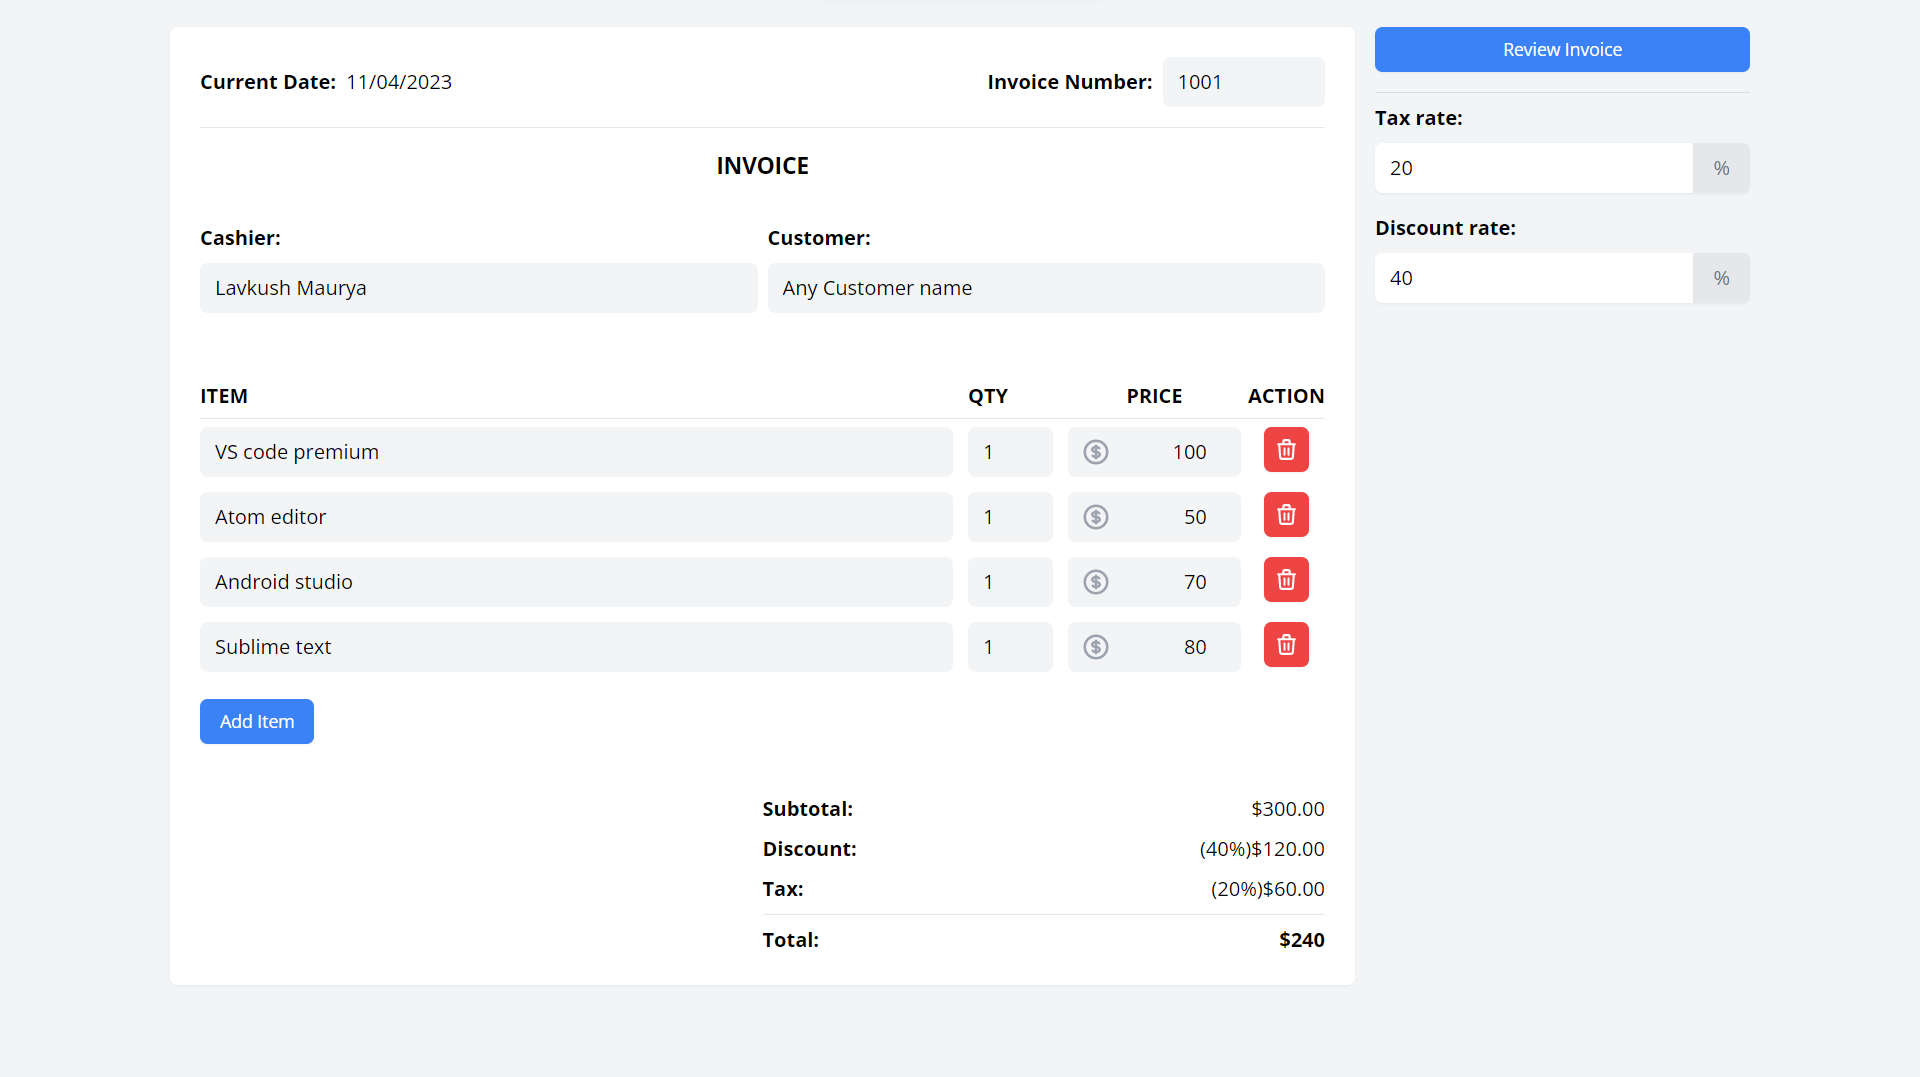 Current Date: 11/04/2023 Invoice Number: 1001
INVOICE
Cashier: Customer:
Lavkush Maurya Any Customer name
ITEM QTY PRICE ACTION
VS code premium 1 100
Atom editor 1 50
Android studio 1 70
Sublime text 1 80
Add Item
Subtotal: $300.00
Discount: (40%)$120.00
Tax: (20%)$60.00
Total: $240
Review Invoice
Tax rate:
20 %
Discount rate:
40 %